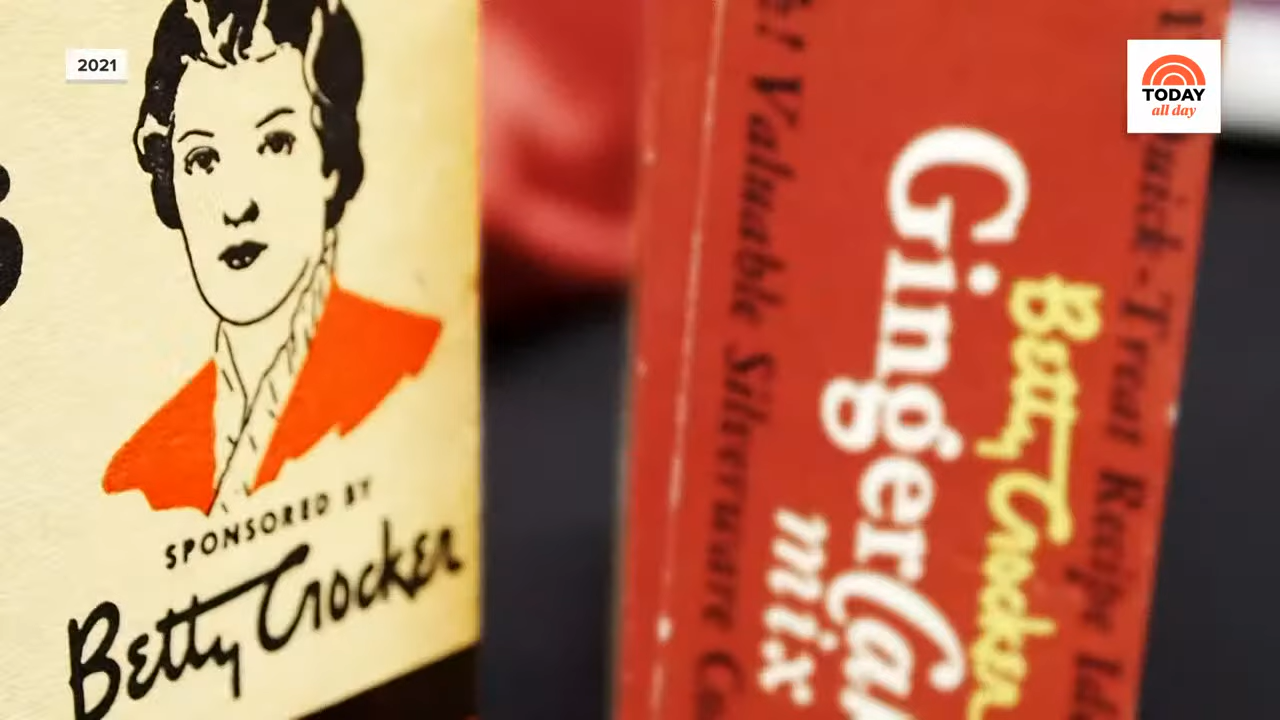 2021
TODAY
all day
SPONSORED BY
Betty Crocker
Valuable Silverware
Ginger
mix
Betty Crocker
Quick-Treat Recipe